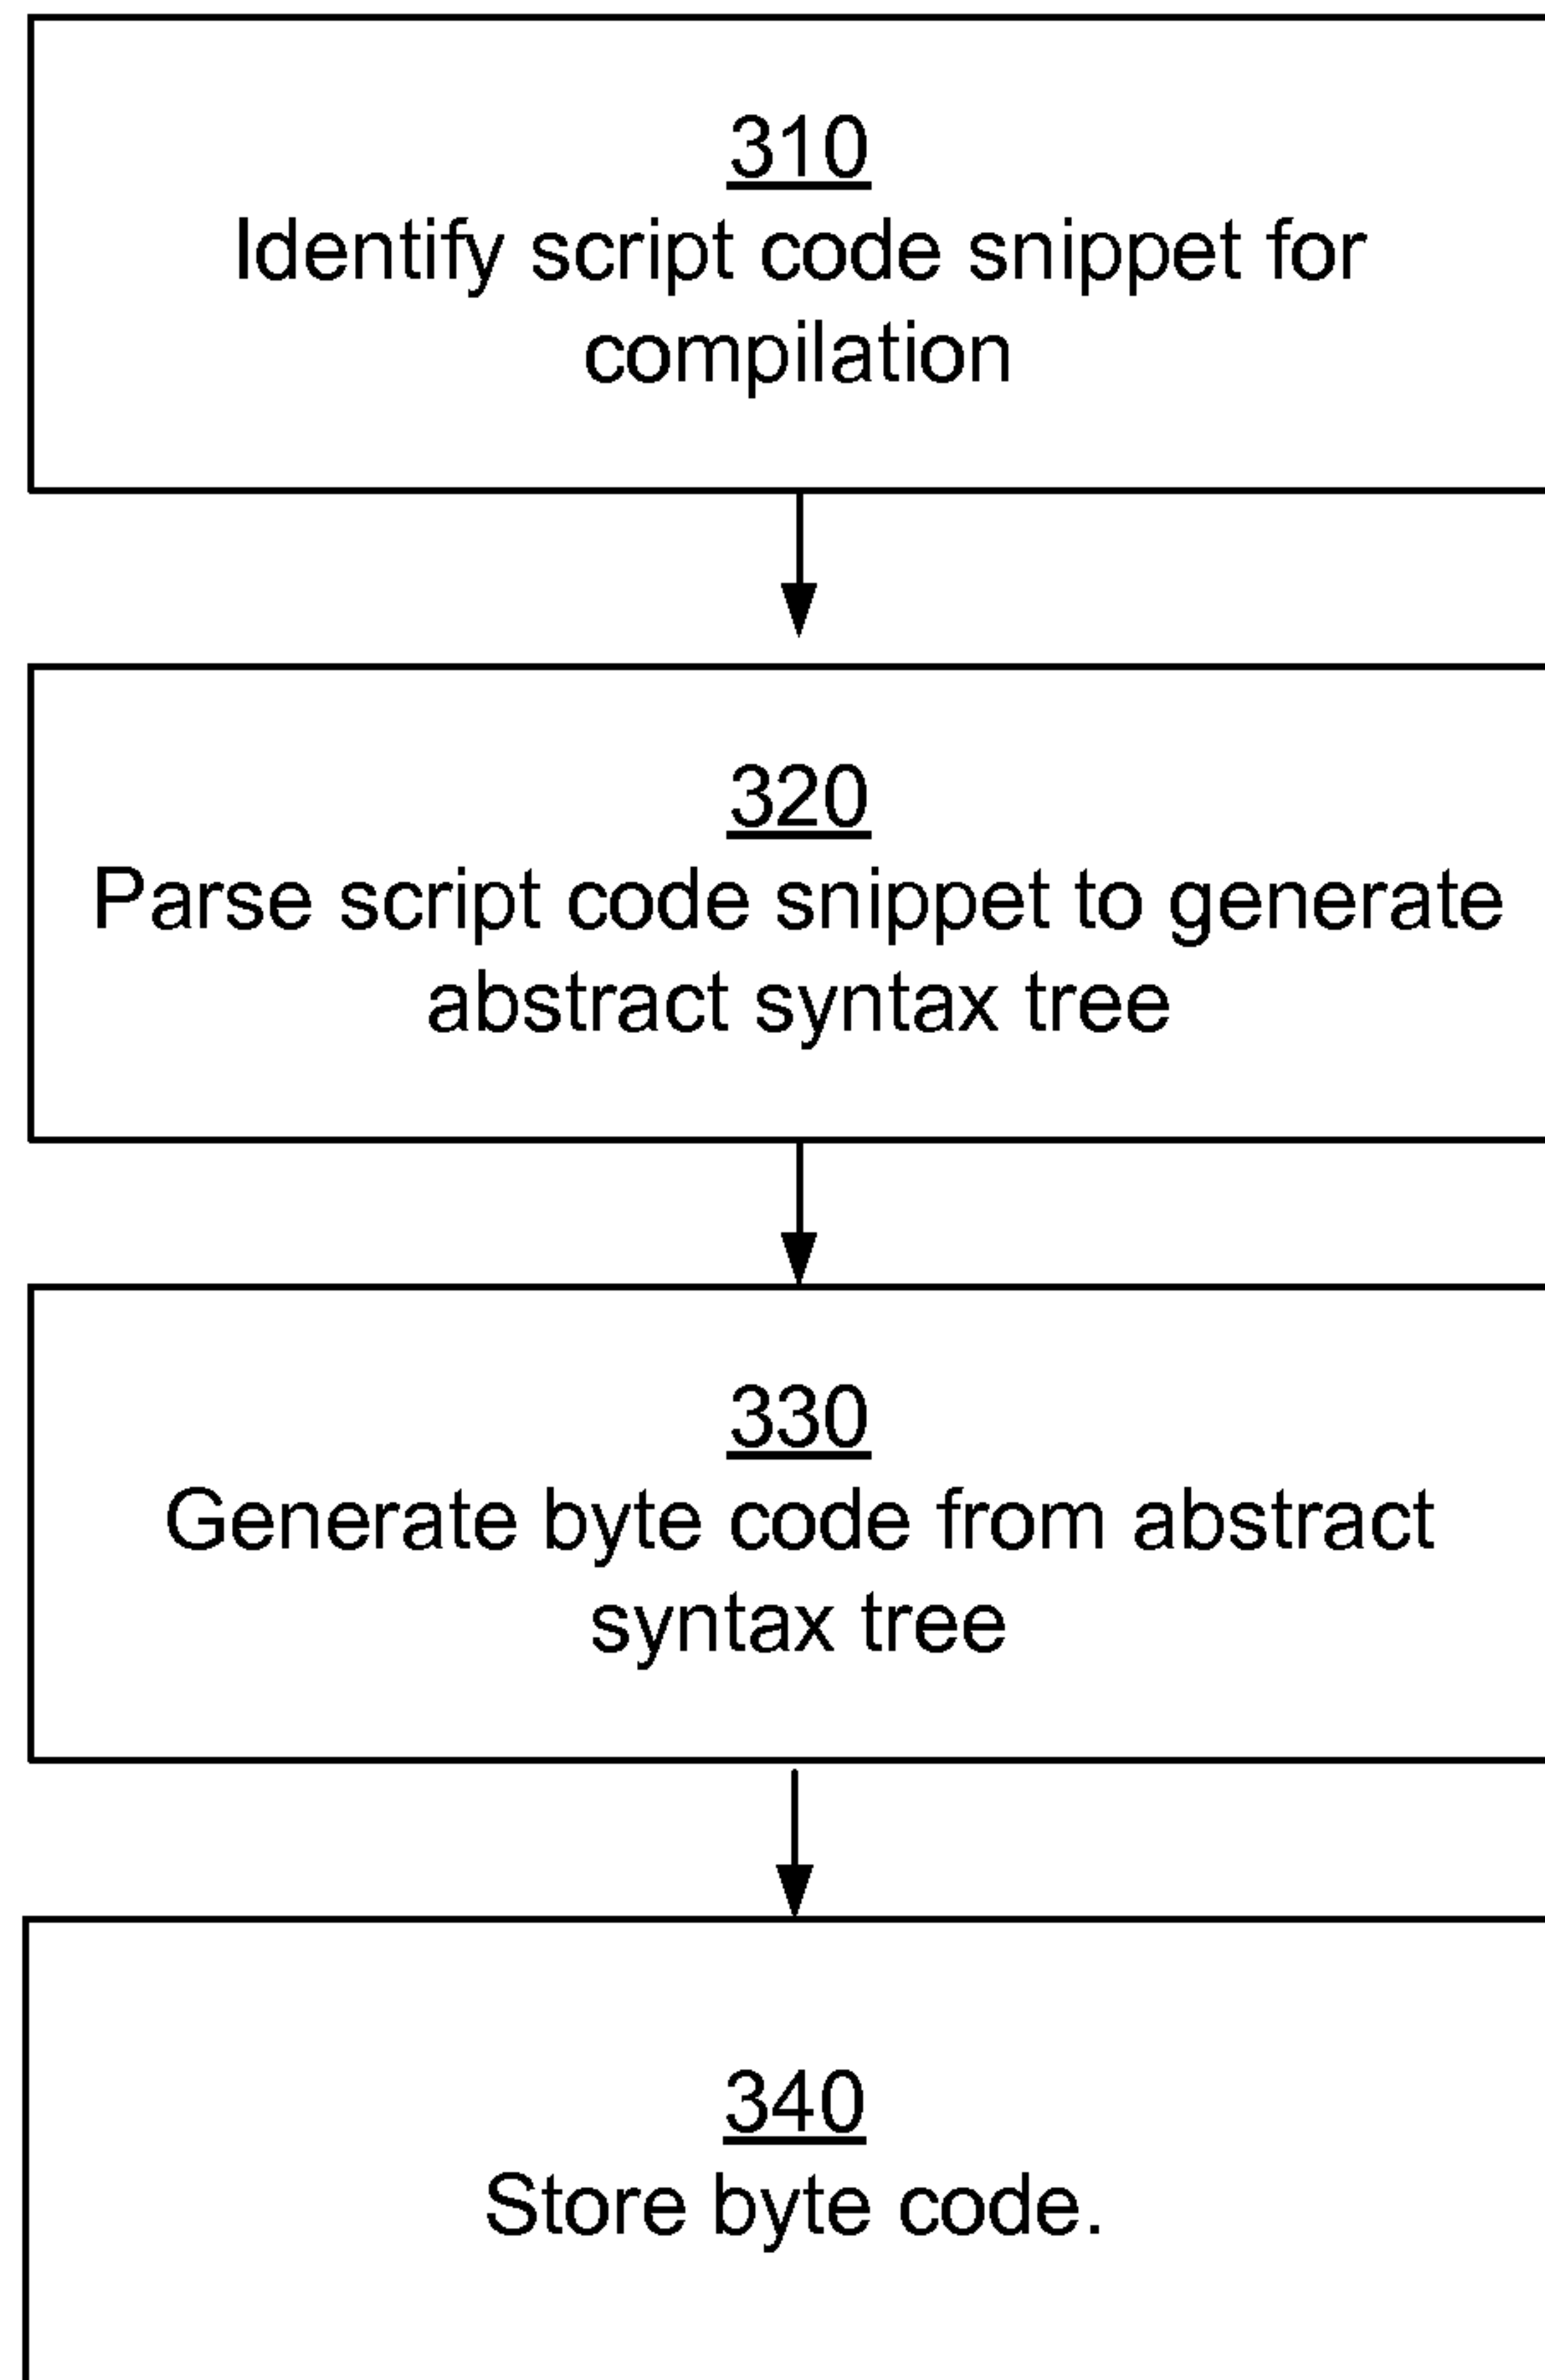 310
Identify script code snippet for
compilation
320
Parse script code snippet to generate
abstract syntax tree
330
Generate byte code from abstract
syntax tree
340
Store byte code.